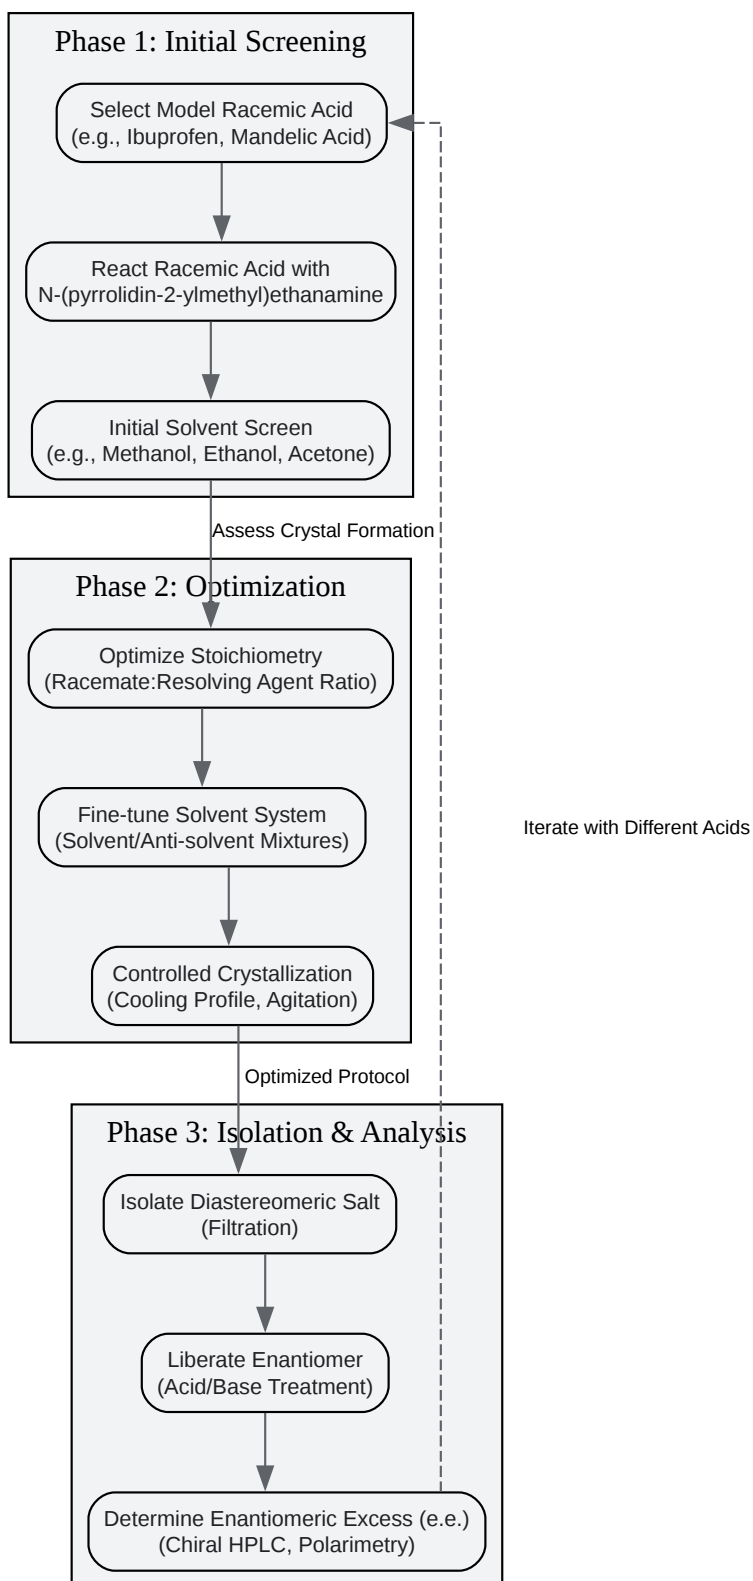 Phase 1: Initial Screening
Select Model Racemic Acid
(e.g., Ibuprofen, Mandelic Acid)
React Racemic Acid with
N-(pyrrolidin-2-ylmethyl)ethanamine
Initial Solvent Screen
(e.g., Methanol, Ethanol, Acetone)
Assess Crystal Formation
Phase 2: Optimization
Optimize Stoichiometry
(Racemate:Resolving Agent Ratio)
Fine-tune Solvent System
(Solvent/Anti-solvent Mixtures)
Iterate with Different Acids
Controlled Crystallization
(Cooling Profile, Agitation)
Optimized Protocol
Phase 3: Isolation & Analysis
Isolate Diastereomeric Salt
(Filtration)
Liberate Enantiomer
(Acid/Base Treatment)
Determine Enantiomeric Excess (e.e.)
(Chiral HPLC, Polarimetry)